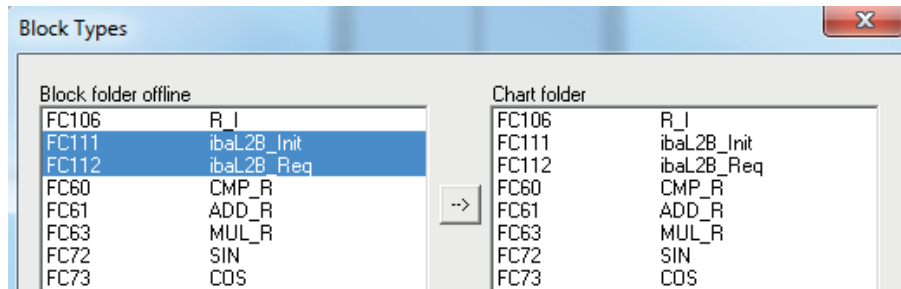 Block Types
Block folder offline
FC106 R_I
FC111 ibaL2B_Init
FC112 ibaL2B_Req
FC60 CMP_R
FC61 ADD_R
FC63 MUL_R
FC72 SIN
FC73 COS
-->
Chart folder
FC106 R_I
FC111 ibaL2B_Init
FC112 ibaL2B_Req
FC60 CMP_R
FC61 ADD_R
FC63 MUL_R
FC72 SIN
FC73 COS